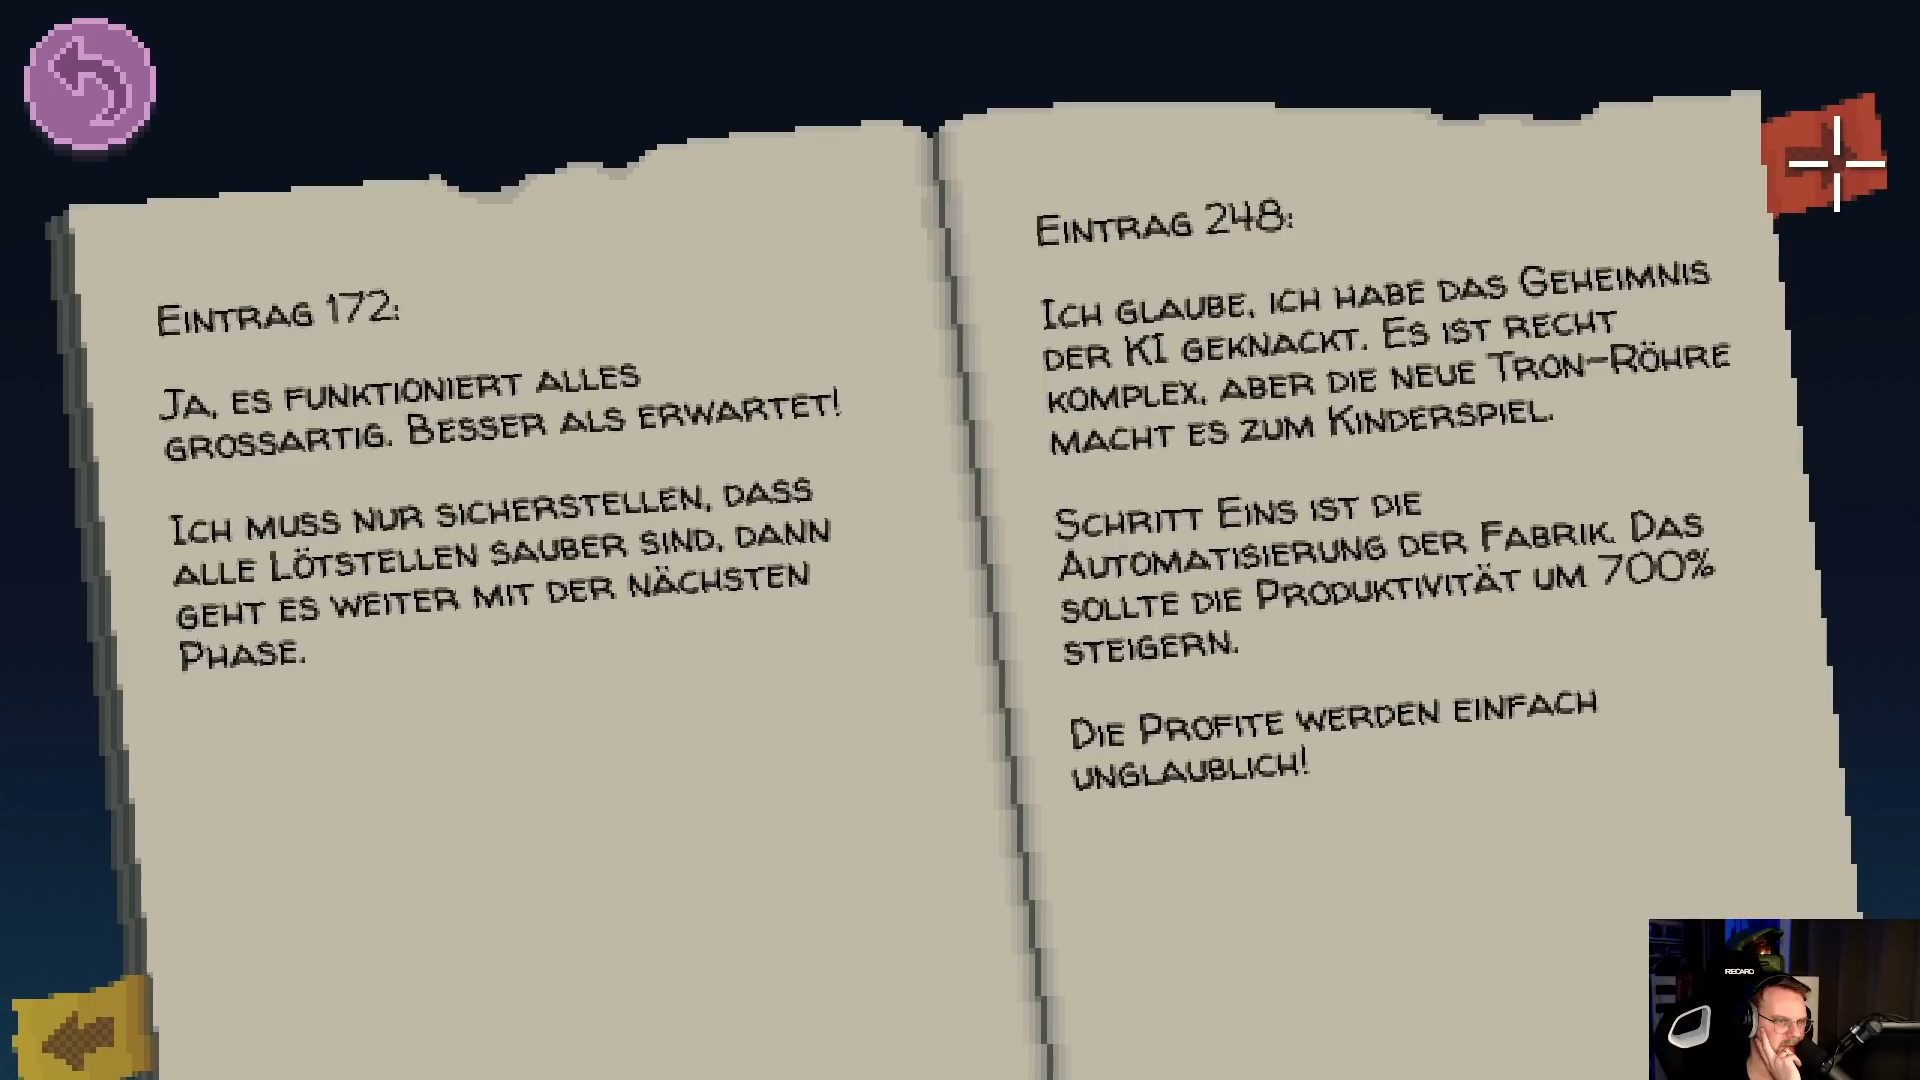 Eintrag 172:
Ja, es funktioniert alles
grossartig. Besser als erwartet!
Ich muss nur sicherstellen, dass
alle Lötstellen sauber sind, dann
geht es weiter mit der nächsten
Phase.
Eintrag 248:
Ich glaube, ich habe das Geheimnis
der KI geknackt. Es ist recht
komplex, aber die neue Tron-Röhre
macht es zum Kinderspiel.
Schritt Eins ist die
Automatisierung der Fabrik. Das
sollte die Produktivität um 700%
steigern.
Die Profite werden einfach
unglaublich!
RECARO